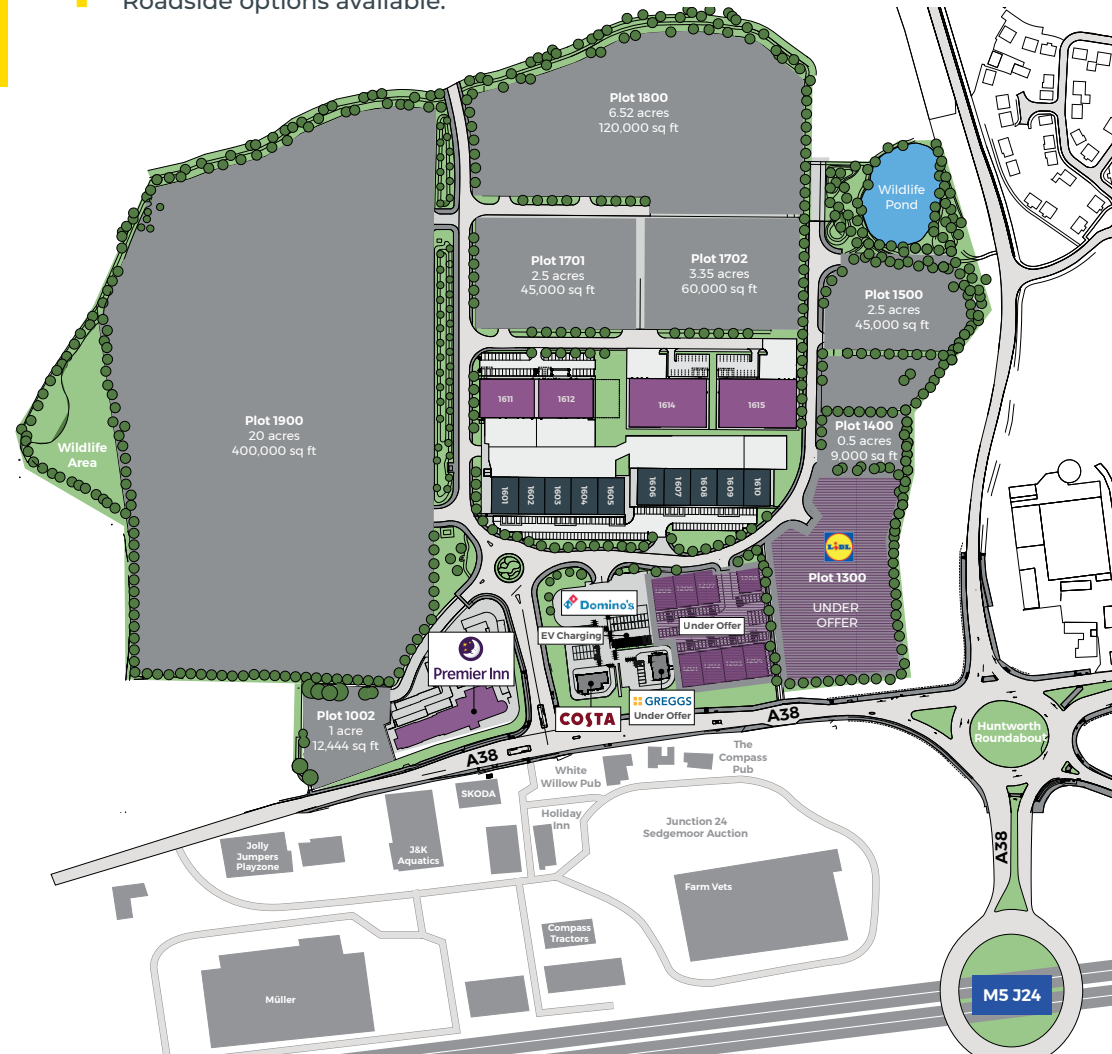 Roadside options available.
Plot 1800
6.52 acres
120,000 sq ft
Wildlife
Pond
Plot 1701
2.5 acres
45,000 sq ft
Plot 1702
3.35 acres
60,000 sq ft
Plot 1500
2.5 acres
45,000 sq ft
1611
1612
1614
1615
Plot 1900
20 acres
400,000 sq ft
Wildlife
Area
Plot 1400
0.5 acres
9,000 sq ft
1601
1602
1603
1604
1605
1606
1607
1608
1609
1610
LIDL
Plot 1300
UNDER
OFFER
Domino's
EV Charging
Under Offer
Premier Inn
COSTA
GREGGS
Under Offer
Plot 1002
1 acre
12,444 sq ft
A38
A38
Huntworth
Roundabout
White
Willow Pub
The
Compass
Pub
SKODA
Holiday
Inn
Junction 24
Sedgemoor Auction
Jolly
Jumpers
Playzone
J&K
Aquatics
A38
Farm Vets
Compass
Tractors
Müller
M5 J24